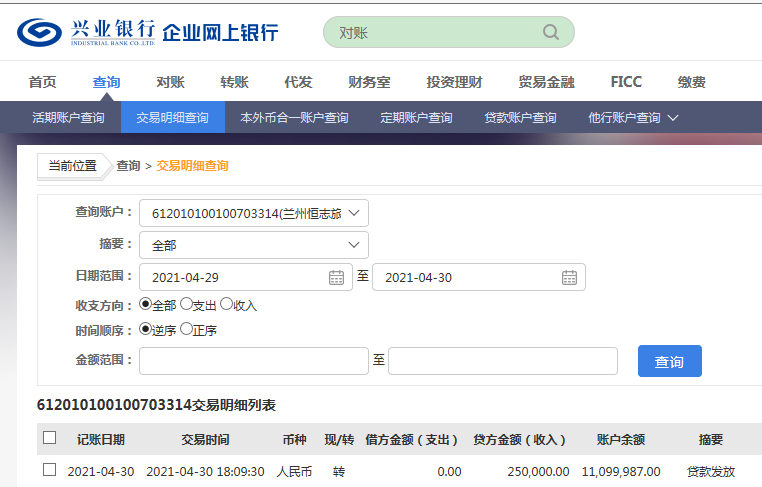 兴业银行 企业网上银行 对账
INDUSTRIAL BANK CO.,LTD.
首页 查询 对账 转账 代发 财务室 投资理财 贸易金融 FICC 缴费
活期账户查询 交易明细查询 本外币合一账户查询 定期账户查询 贷款账户查询 他行账户查询
当前位置 查询 > 交易明细查询
查询账户： 612010100100703314(兰州恒志旅
摘要： 全部
日期范围： 2021-04-29 至 2021-04-30
收支方向： 全部 支出 收入
时间顺序： 逆序 正序
金额范围： 至 查询
612010100100703314交易明细列表
记账日期 交易时间 币种 现/转 借方金额（支出） 贷方金额（收入） 账户余额 摘要
2021-04-30 2021-04-30 18:09:30 人民币 转 0.00 250,000.00 11,099,987.00 贷款发放